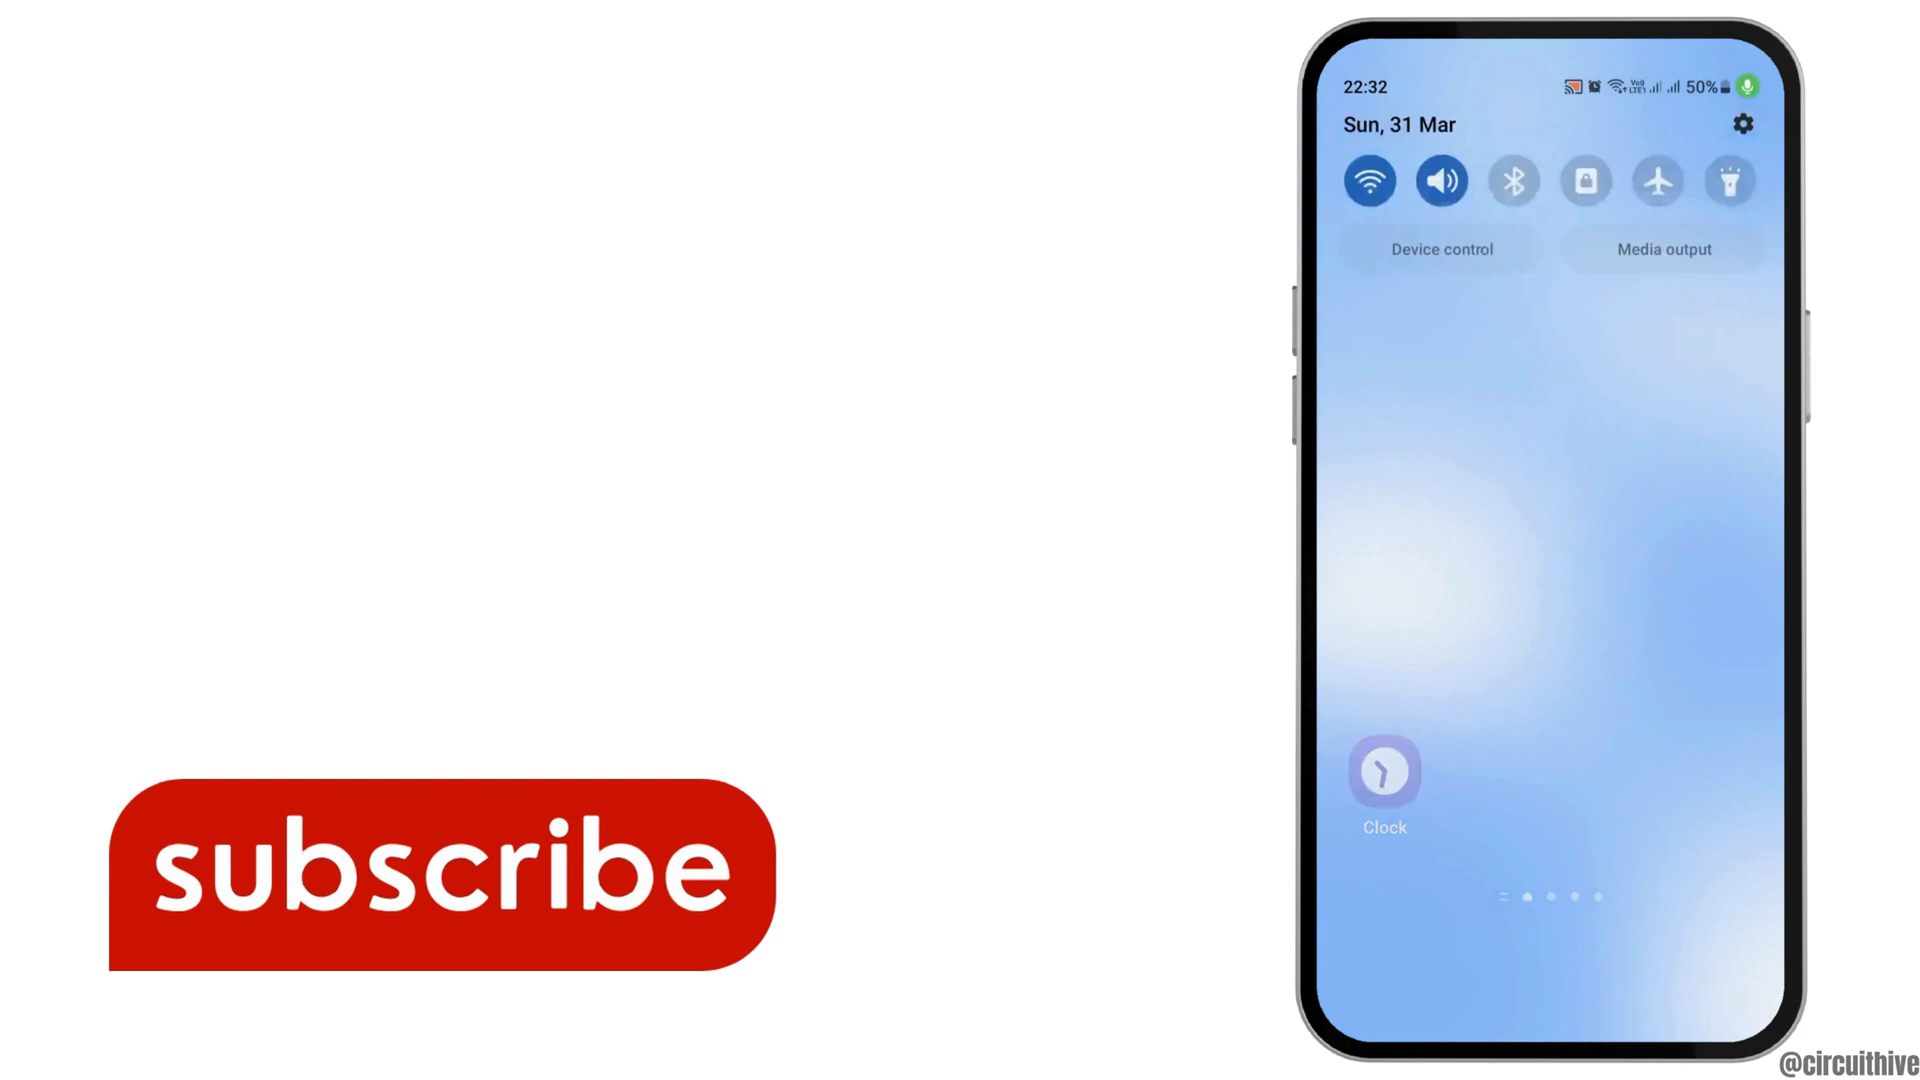 22:32
50%
Sun, 31 Mar
Device control
Media output
Clock
subscribe
@circuithive